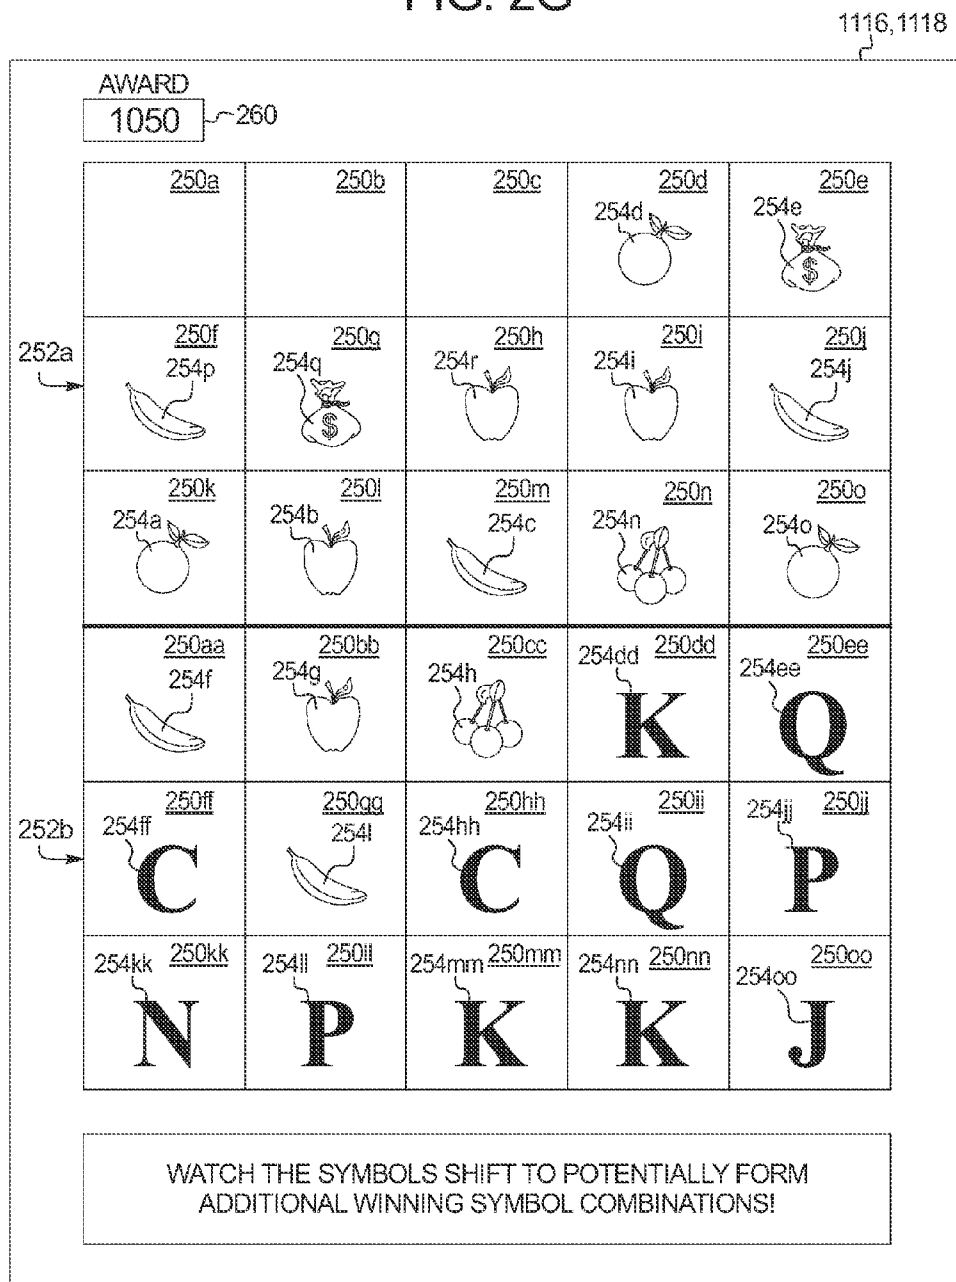 FIG. 2G
1116, 1118
AWARD
1050
260
250a 250b 250c 250d 250e
254d 254e
$
252a
250f 250g 250h 250i 250j
254p 254q 254r 254i 254j
$
250k 250l 250m 250n 250o
254a 254b 254c 254n 254o
250aa 250bb 250cc 254dd 250dd 250ee
254f 254g 254h 254ee
K Q
252b
250ff 250gg 250hh 250ii 254jj 250jj
254ff 254l 254hh 254ii
C C Q P
254kk 250kk 254ll 250ll 254mm 250mm 254nn 250nn 250oo
254oo
N P K K J
WATCH THE SYMBOLS SHIFT TO POTENTIALLY FORM
ADDITIONAL WINNING SYMBOL COMBINATIONS!